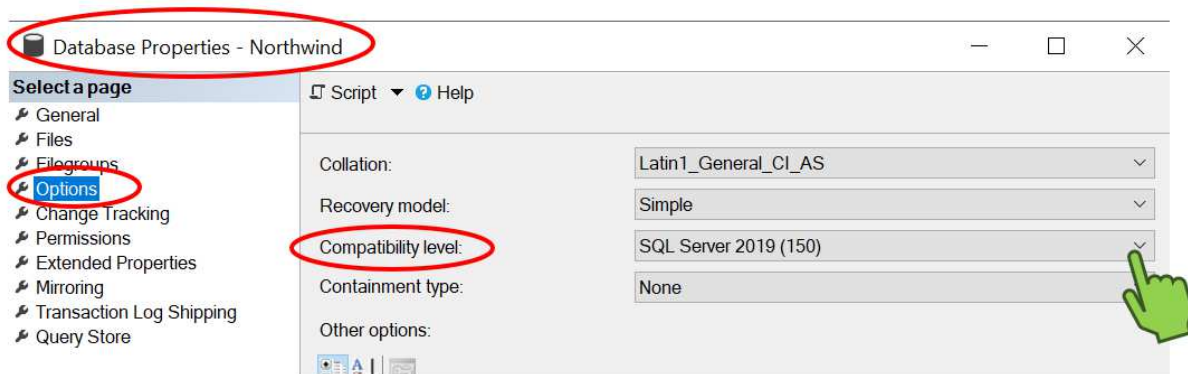 Database Properties - Northwind
Select a page
Script Help
General
Files
Filegroups
Options
Change Tracking
Permissions
Extended Properties
Mirroring
Transaction Log Shipping
Query Store
Collation: Latin1_General_CI_AS
Recovery model: Simple
Compatibility level: SQL Server 2019 (150)
Containment type: None
Other options: